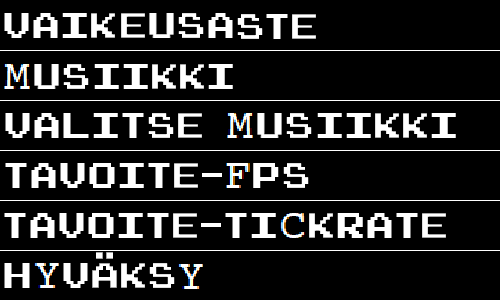 VAIKEUSASTE
MUSIIKKI
VALITSE MUSIIKKI
TAVOITE-FPS
TAVOITE-TICKRATE
HYVÄKSY